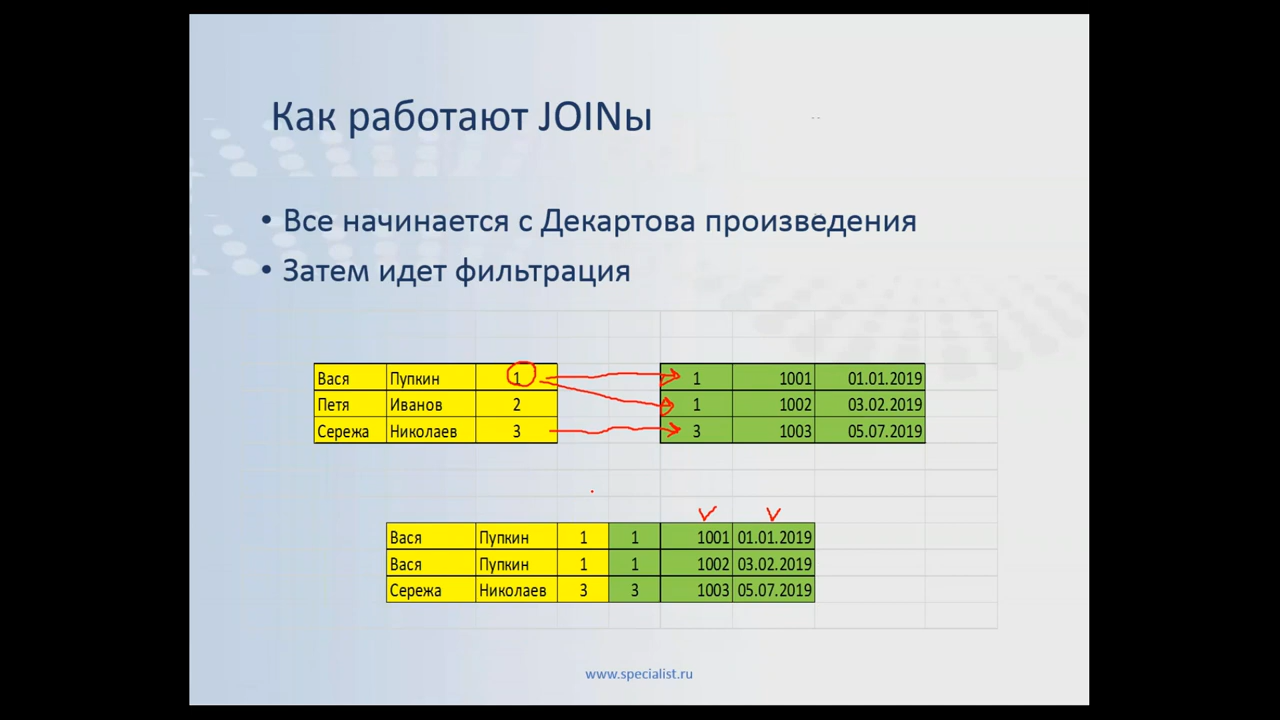 Как работают JOINы
• Все начинается с Декартова произведения
• Затем идет фильтрация
Вася Пупкин 1 1 1001 01.01.2019
Петя Иванов 2 1 1002 03.02.2019
Сережа Николаев 3 3 1003 05.07.2019
Вася Пупкин 1 1 1001 01.01.2019
Вася Пупкин 1 1 1002 03.02.2019
Сережа Николаев 3 3 1003 05.07.2019
www.specialist.ru